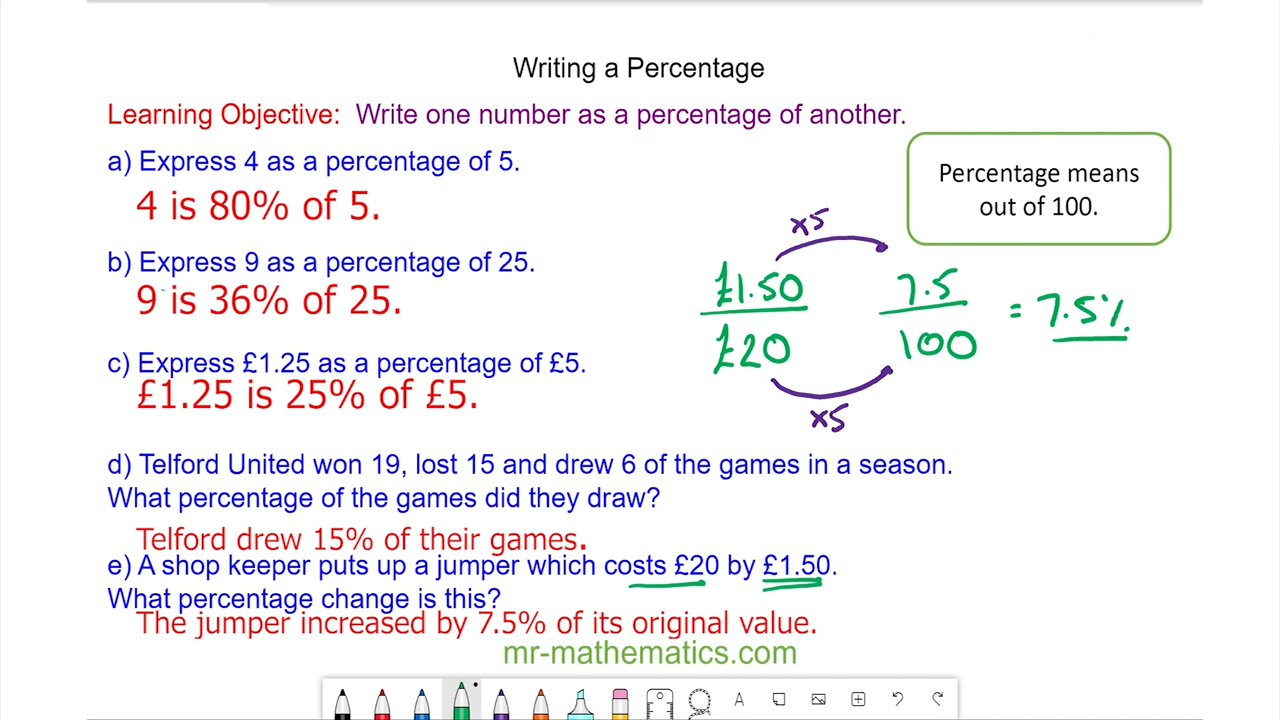 Writing a Percentage
Learning Objective: Write one number as a percentage of another.
a) Express 4 as a percentage of 5.
4 is 80% of 5.
Percentage means
out of 100.
b) Express 9 as a percentage of 25.
9 is 36% of 25.
c) Express £1.25 as a percentage of £5.
£1.25 is 25% of £5.
x5
£1.50 7.5
= 7.5%
£20 100
x5
d) Telford United won 19, lost 15 and drew 6 of the games in a season.
What percentage of the games did they draw?
Telford drew 15% of their games.
e) A shop keeper puts up a jumper which costs £20 by £1.50.
What percentage change is this?
The jumper increased by 7.5% of its original value.
mr-mathematics.com
A